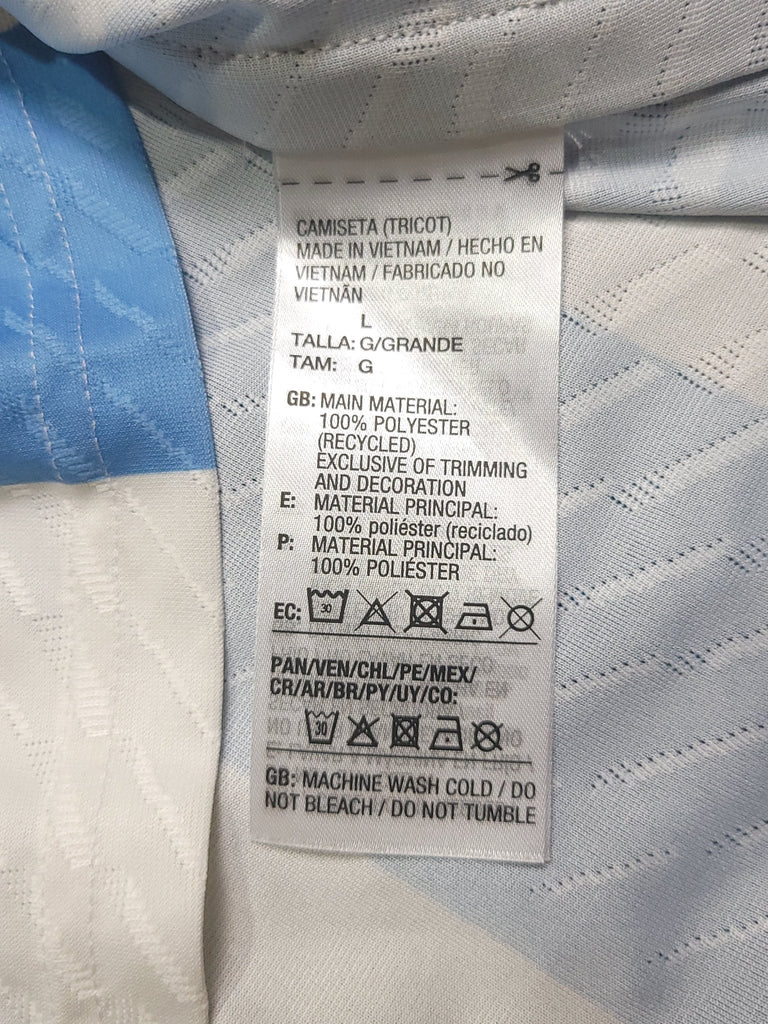 CAMISETA (TRICOT)
MADE IN VIETNAM / HECHO EN
VIETNAM / FABRICADO NO
VIETNÃN
L
TALLA: G/GRANDE
TAM: G
GB: MAIN MATERIAL:
100% POLYESTER
(RECYCLED)
EXCLUSIVE OF TRIMMING
AND DECORATION
E: MATERIAL PRINCIPAL:
100% poliéster (reciclado)
P: MATERIAL PRINCIPAL:
100% POLIÉSTER
EC: 30
PAN/VEN/CHL/PE/MEX/
CR/AR/BR/PY/UY/CO:
30
GB: MACHINE WASH COLD / DO
NOT BLEACH / DO NOT TUMBLE